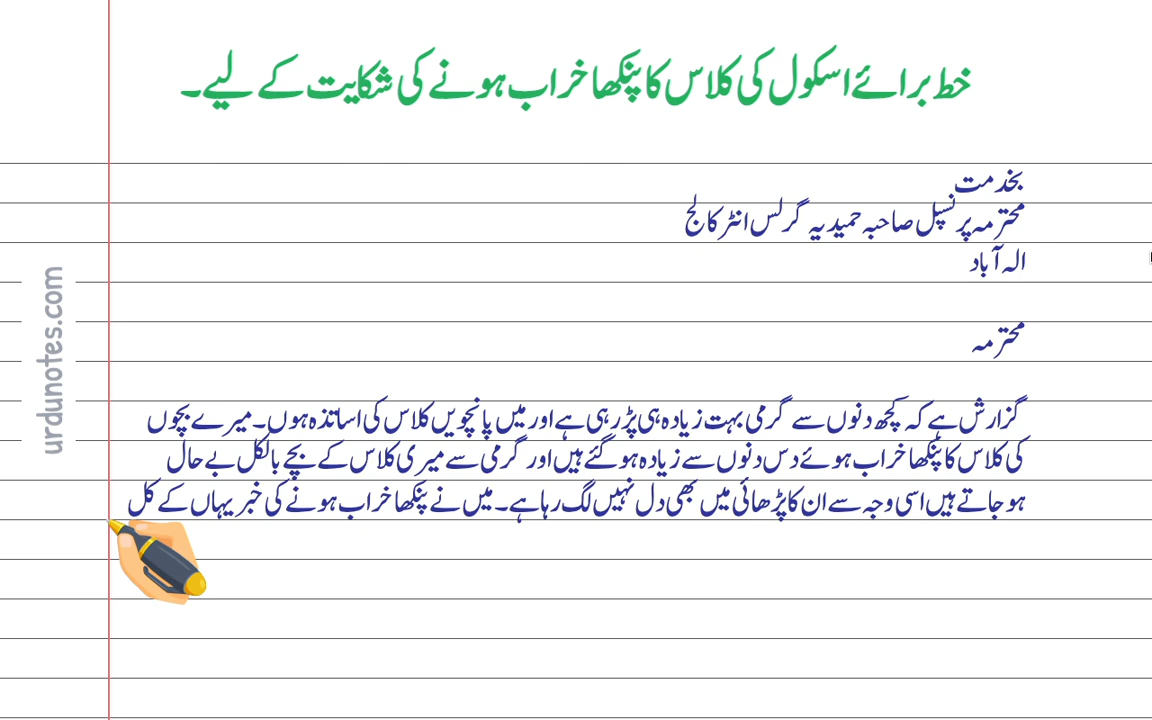 خط برائے اسکول کی کلاس کا پنکھا خراب ہونے کی شکایت کے لیے۔
بخدمت
محترمہ پرنسپل صاحبہ حمیدیہ گرلس انٹر کالج
الہ آباد
محترمہ
گزارش ہے کہ کچھ دنوں سے گرمی بہت زیادہ ہی پڑ رہی ہے اور میں پانچویں کلاس کی اساتذہ ہوں۔ میرے بچوں
کی کلاس کا پنکھا خراب ہوئے دس دنوں سے زیادہ ہو گئے ہیں اور گرمی سے میری کلاس کے بچے بالکل بے حال
ہو جاتے ہیں اسی وجہ سے ان کا پڑھائی میں بھی دل نہیں لگ رہا ہے۔ میں نے پنکھا خراب ہونے کی خبر یہاں کے کل
urdunotes.com